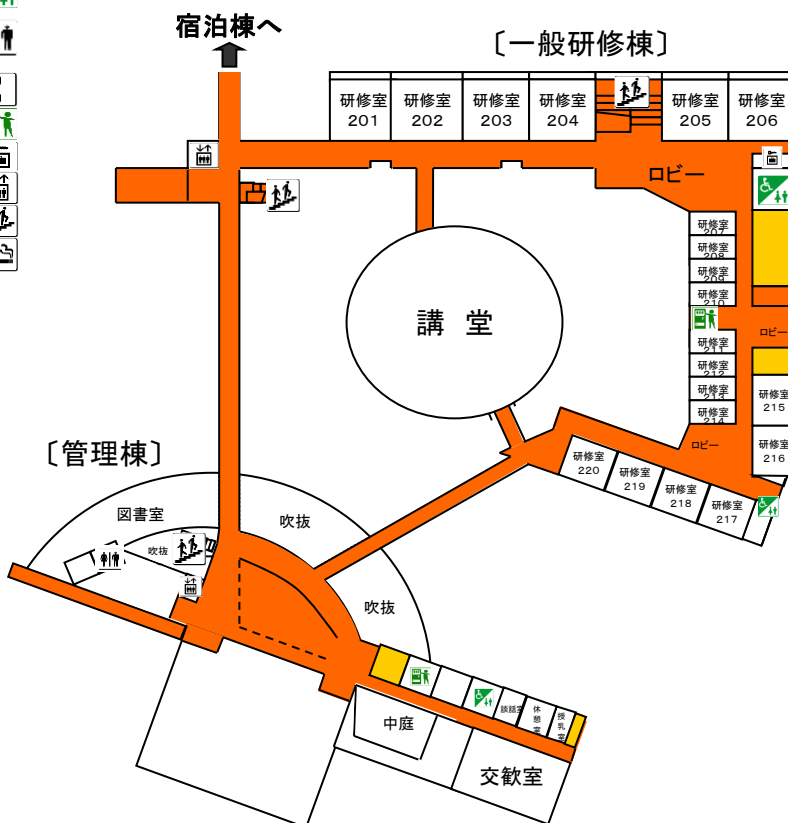 宿泊棟へ
〔一般研修棟〕
研修室
201
研修室
202
研修室
203
研修室
204
研修室
205
研修室
206
ロビー
研修室
207
研修室
208
研修室
209
研修室
210
ロビー
研修室
211
研修室
212
研修室
213
研修室
214
ロビー
研修室
215
研修室
216
研修室
220
研修室
219
研修室
218
研修室
217
講 堂
〔管理棟〕
図書室
吹抜
吹抜
吹抜
談話室
休憩室
授乳室
中庭
交歓室